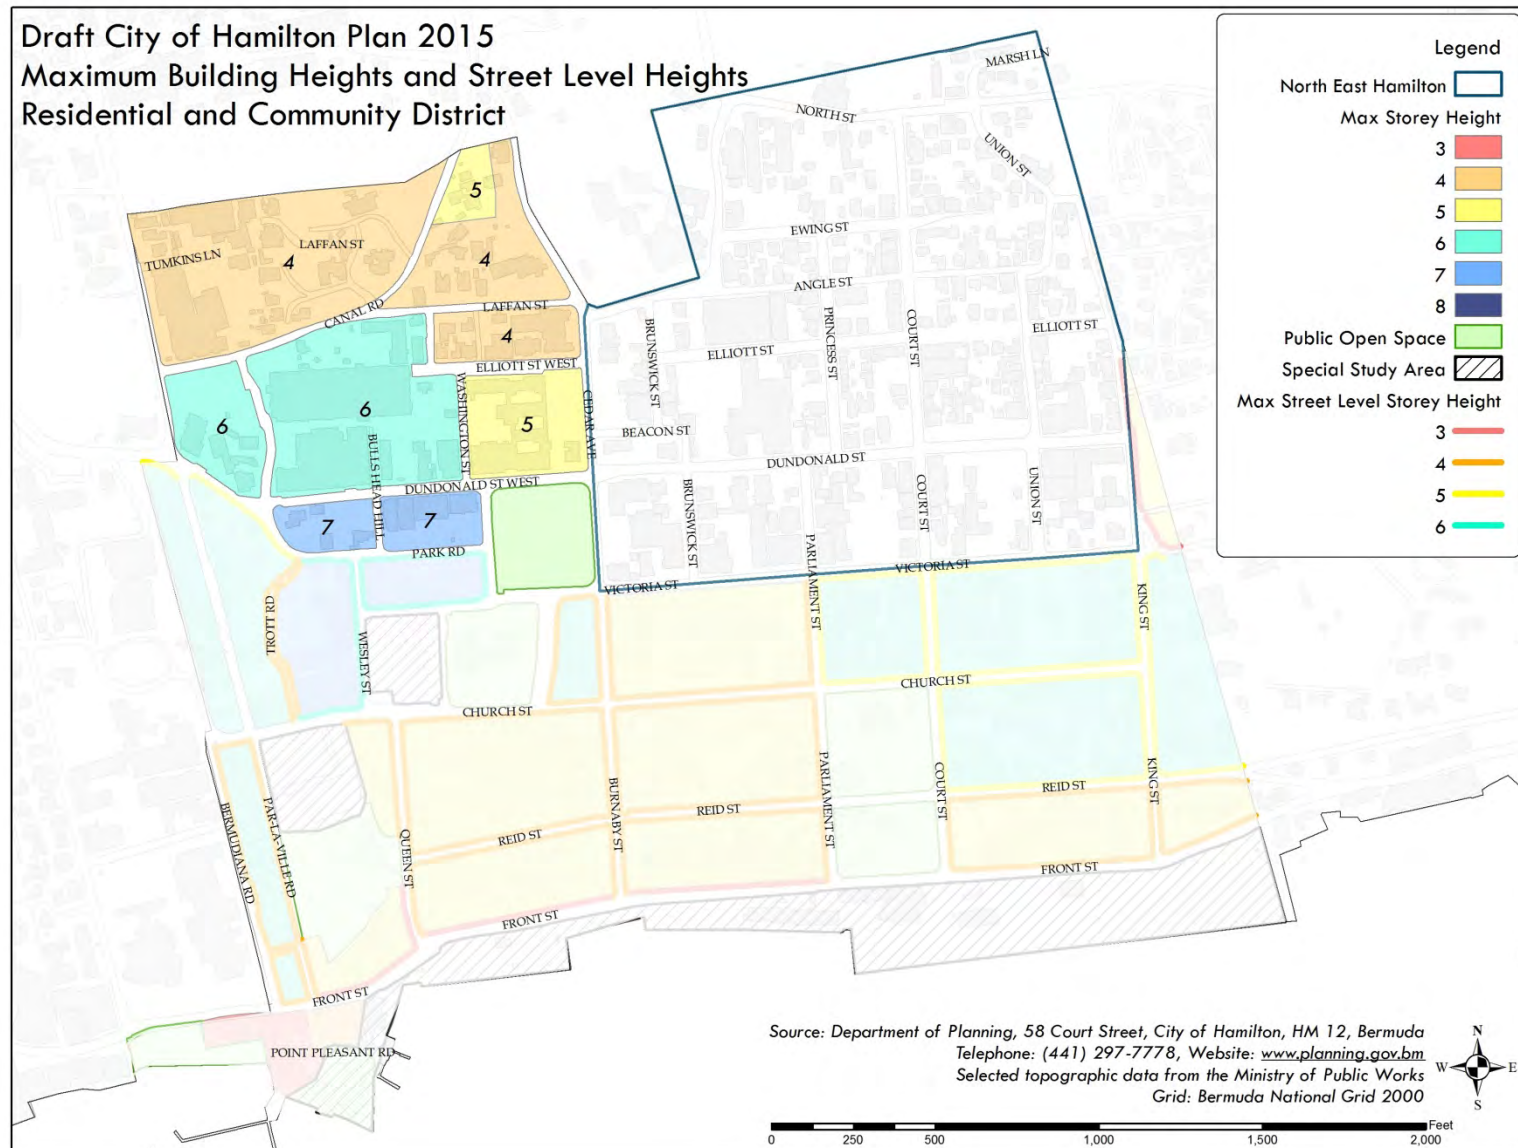 Draft City of Hamilton Plan 2015
Maximum Building Heights and Street Level Heights
Residential and Community District
Legend
North East Hamilton
Max Storey Height
3
4
5
6
7
8
Public Open Space
Special Study Area
Max Street Level Storey Height
3
4
5
6
MARSH LN
NORTH ST
UNION ST
5
EWING ST
LAFFAN ST
TUMKINS LN
4
4
ANGLE ST
CANAL RD
LAFFAN ST
4
BRUNSWICK ST
PRINCESS ST
COURT ST
ELLIOTT ST
ELLIOTT ST
ELLIOTT ST WEST
WASHINGTON ST
CEDAR AVE
6
6
5
BEACON ST
BULLS HEAD HILL
DUNDONALD ST
DUNDONALD ST WEST
7
7
BRUNSWICK ST
COURT ST
UNION ST
PARK RD
PARLIAMENT ST
VICTORIA ST
VICTORIA ST
KING ST
TROTT RD
WESLEY ST
CHURCH ST
CHURCH ST
BERMUDIANA RD
PAR-LA-VILLE RD
QUEEN ST
BURNABY ST
PARLIAMENT ST
COURT ST
KING ST
REID ST
REID ST
REID ST
FRONT ST
FRONT ST
FRONT ST
POINT PLEASANT RD
Source: Department of Planning, 58 Court Street, City of Hamilton, HM 12, Bermuda
Telephone: (441) 297-7778, Website: www.planning.gov.bm
Selected topographic data from the Ministry of Public Works
Grid: Bermuda National Grid 2000
N
W
E
S
Feet
0 250 500 1,000 1,500 2,000